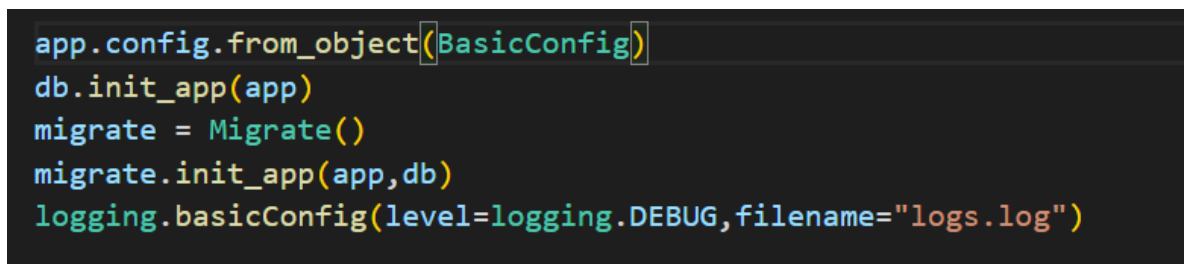 app.config.from_object(BasicConfig)
db.init_app(app)
migrate = Migrate()
migrate.init_app(app,db)
logging.basicConfig(level=logging.DEBUG,filename="logs.log")